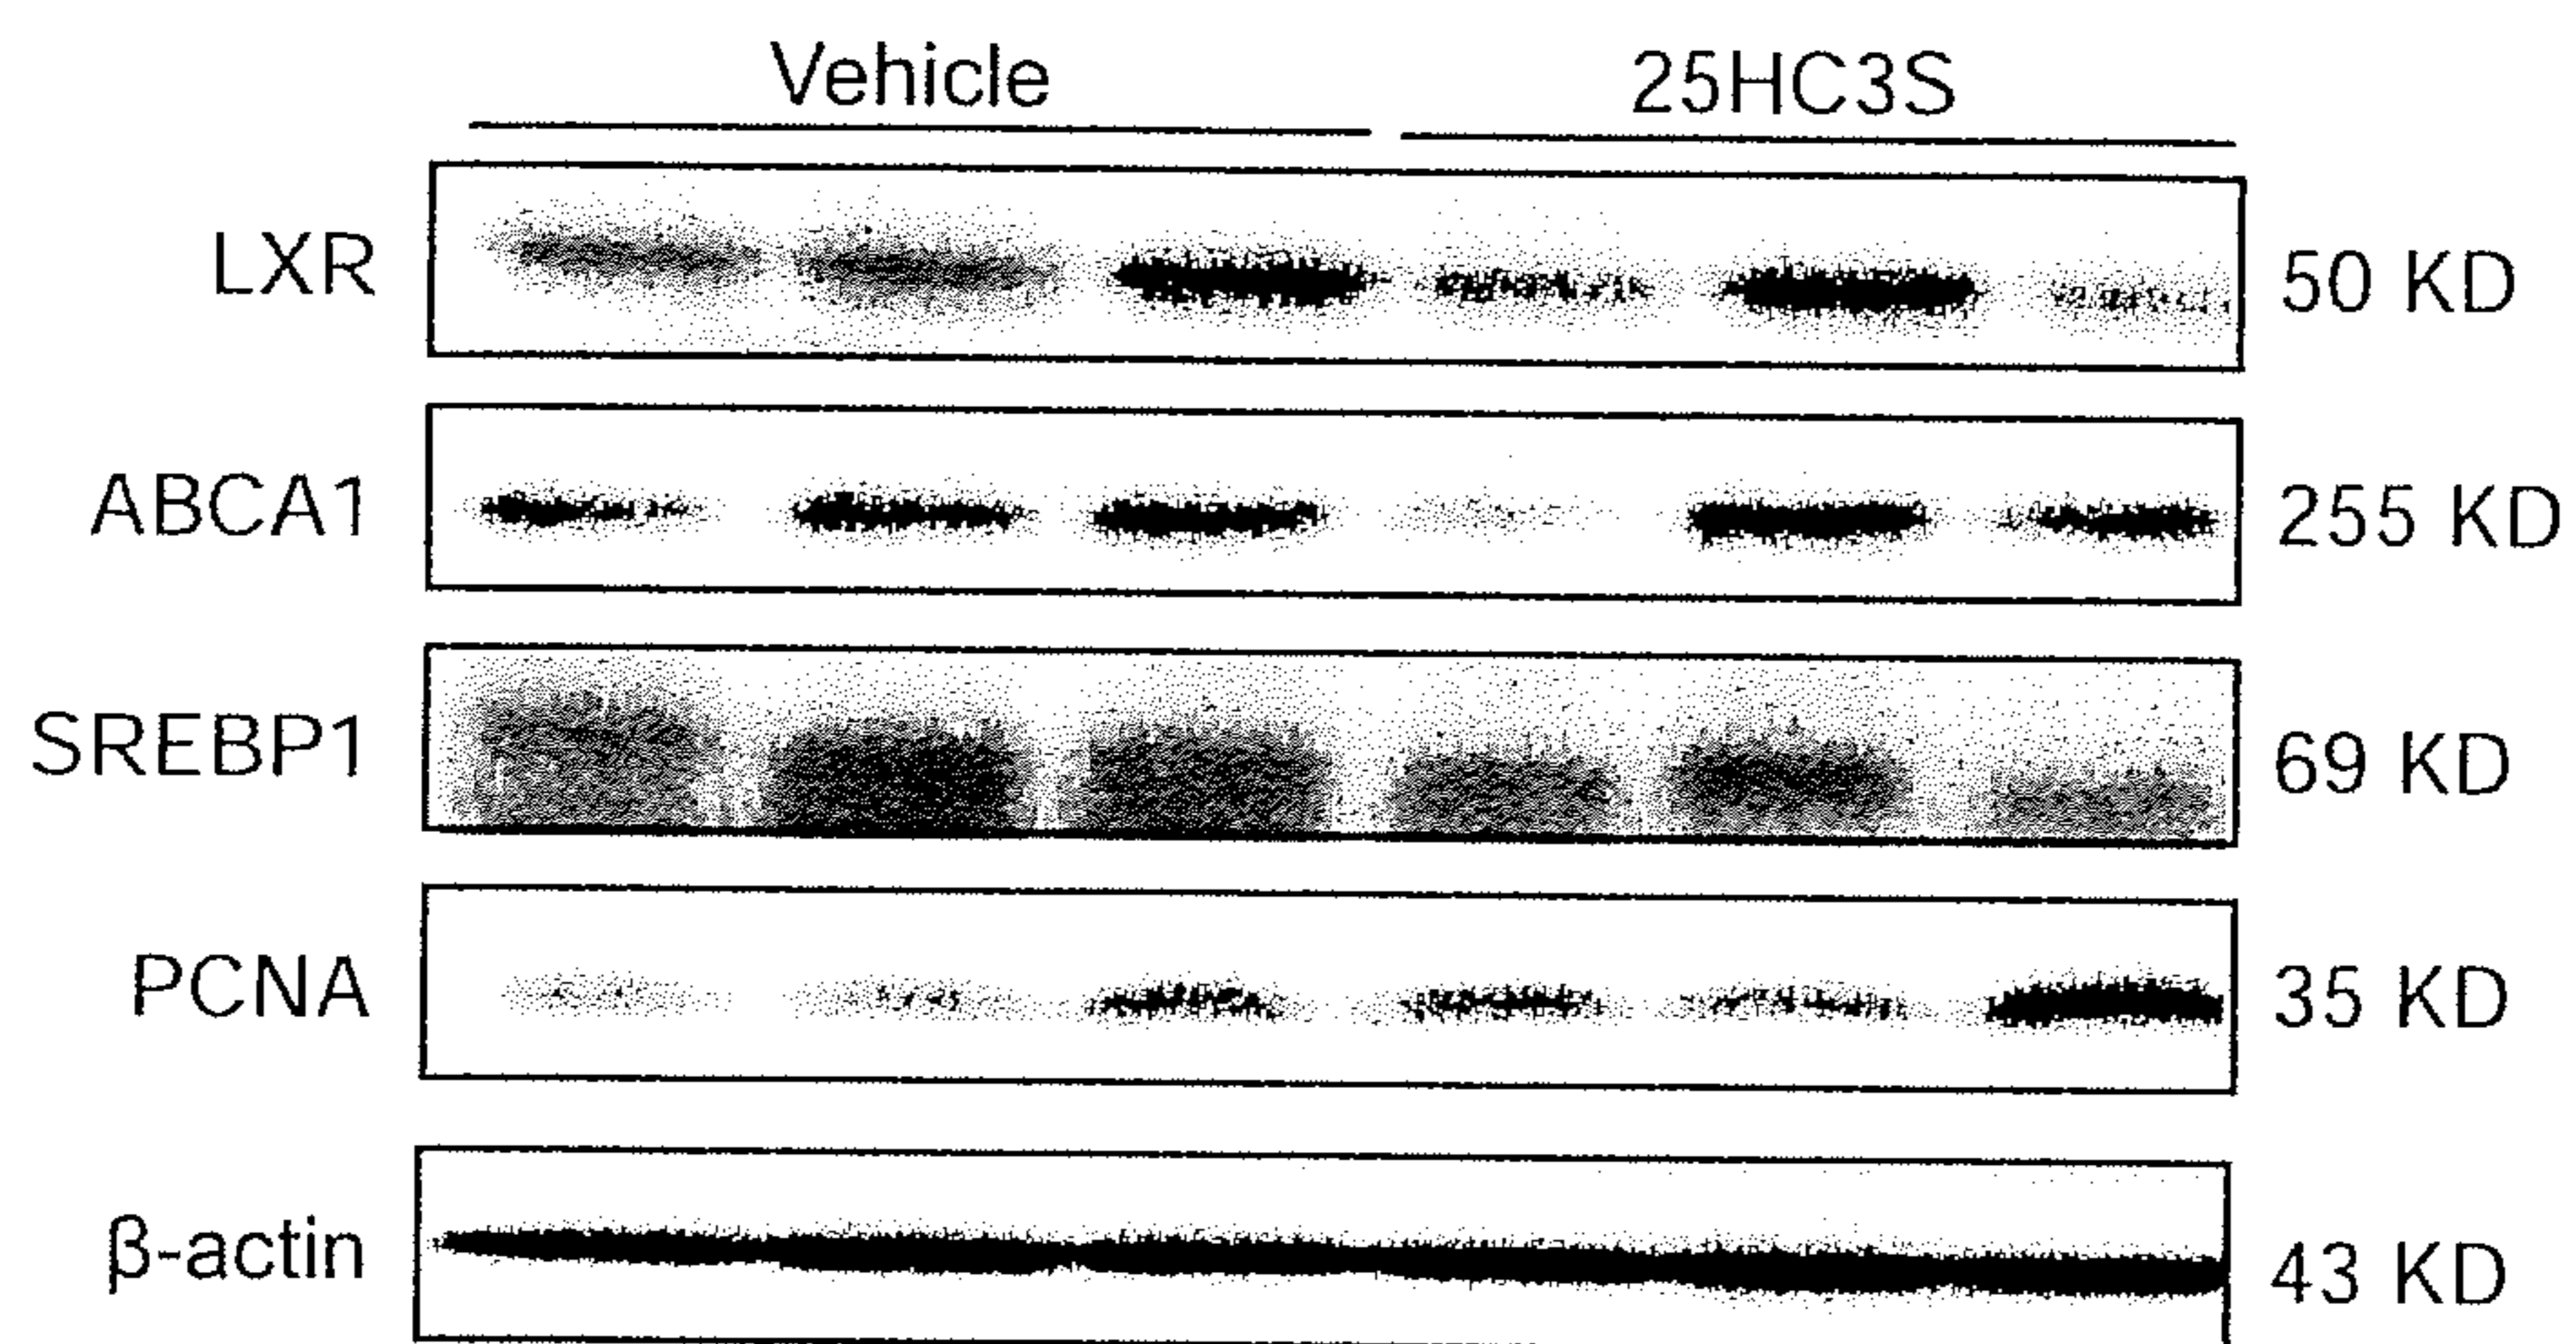 Vehicle 25HC3S
LXR 50 KD
ABCA1 255 KD
SREBP1 69 KD
PCNA 35 KD
β-actin 43 KD